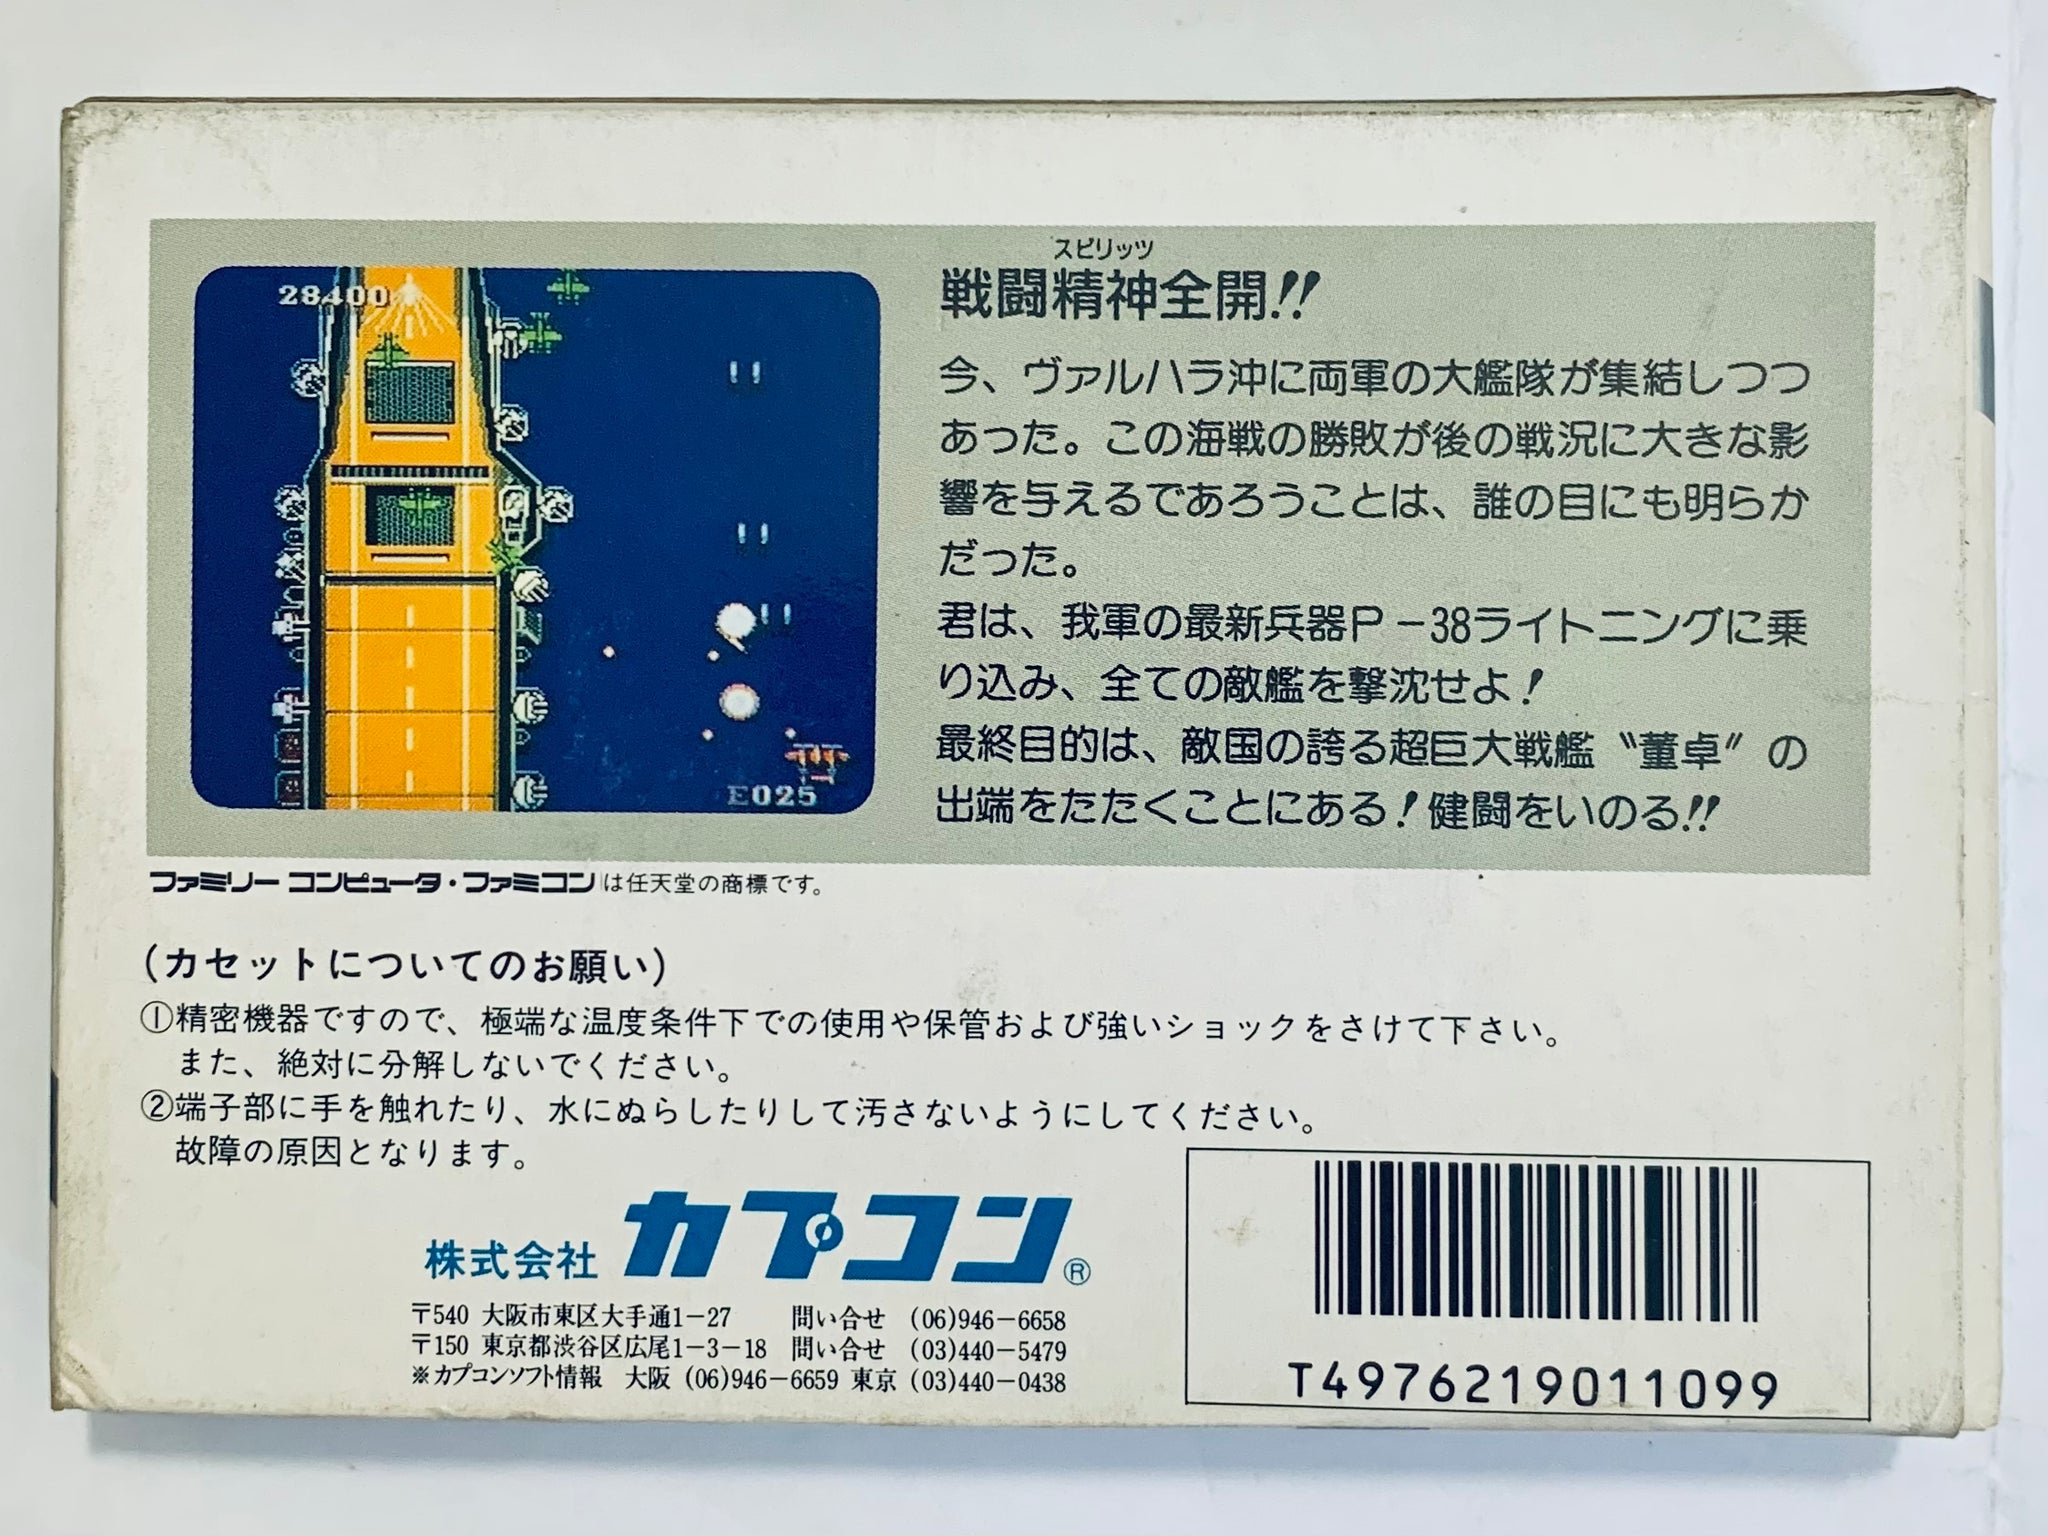 28400
E025
スピリッツ
戦闘精神全開!!
今、ヴァルハラ沖に両軍の大艦隊が集結しつつ
あった。この海戦の勝敗が後の戦況に大きな影
響を与えるであろうことは、誰の目にも明らか
だった。
君は、我軍の最新兵器P-38ライトニングに乗
り込み、全ての敵艦を撃沈せよ!
最終目的は、敵国の誇る超巨大戦艦〝董卓〟の
出端をたたくことにある!健闘をいのる!!
ファミリーコンピュータ・ファミコンは任天堂の商標です。
(カセットについてのお願い)
①精密機器ですので、極端な温度条件下での使用や保管および強いショックをさけて下さい。
また、絶対に分解しないでください。
②端子部に手を触れたり、水にぬらしたりして汚さないようにしてください。
故障の原因となります。
株式会社 カプコン®
〒540 大阪市東区大手通1-27 問い合せ (06)946-6658
〒150 東京都渋谷区広尾1-3-18 問い合せ (03)440-5479
※カプコンソフト情報 大阪 (06)946-6659 東京 (03)440-0438
T4976219011099